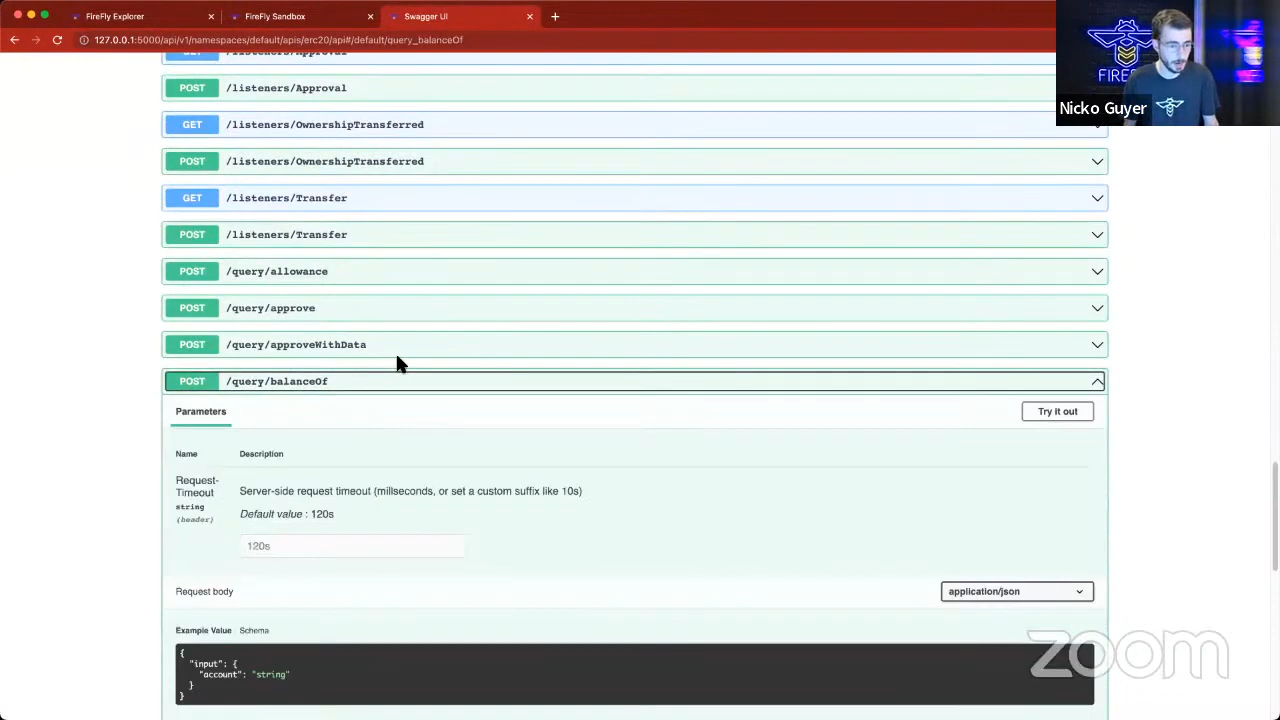 FireFly Explorer
FireFly Sandbox
Swagger UI
127.0.0.1:5000/api/v1/namespaces/default/apis/erc20/api#/default/query_balanceOf
GET /listeners/Approval
POST /listeners/Approval
GET /listeners/OwnershipTransferred
POST /listeners/OwnershipTransferred
GET /listeners/Transfer
POST /listeners/Transfer
POST /query/allowance
POST /query/approve
POST /query/approveWithData
POST /query/balanceOf
Parameters
Try it out
Name Description
Request-
Timeout
string
(header)
Server-side request timeout (millseconds, or set a custom suffix like 10s)
Default value : 120s
120s
Request body
application/json
Example Value Schema
{
"input": {
"account": "string"
}
}
FIREF
Nicko Guyer
zoom